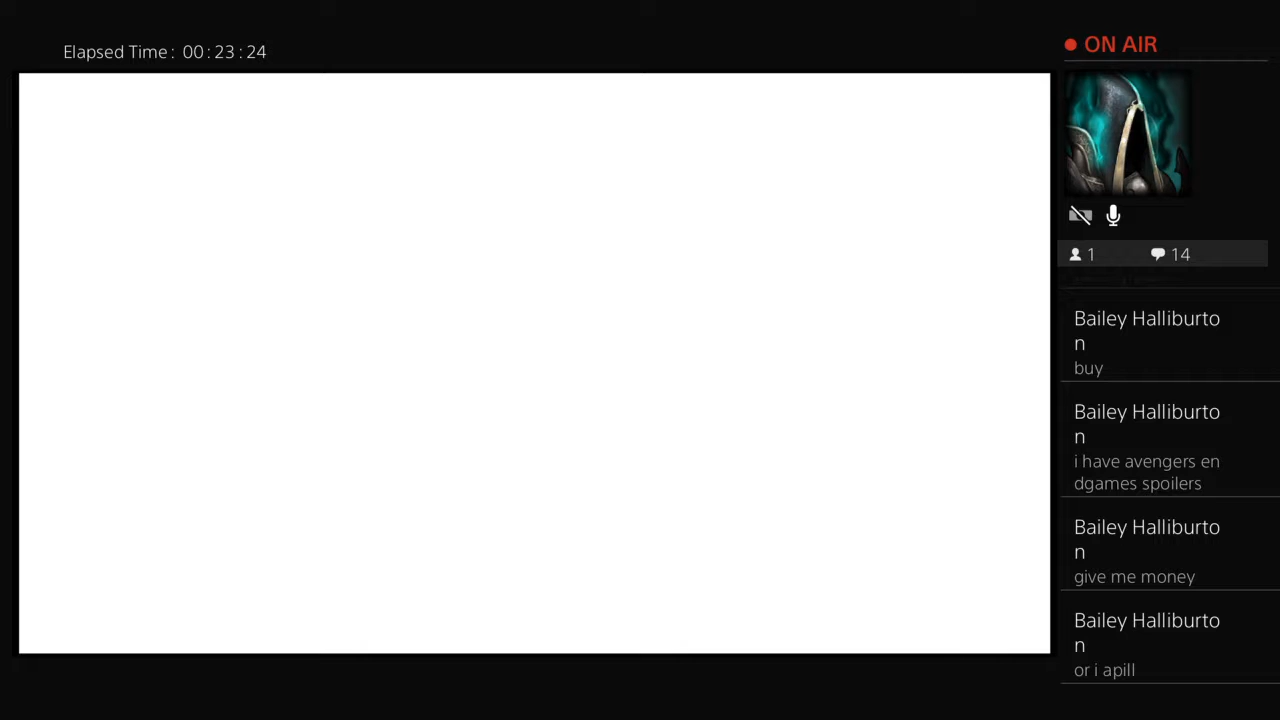 Elapsed Time: 00:23:24
ON AIR
1 14
Bailey Halliburto
n
buy
Bailey Halliburto
n
i have avengers en
dgames spoilers
Bailey Halliburto
n
give me money
Bailey Halliburto
n
or i apill